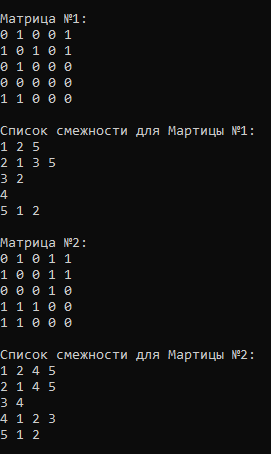 Матрица №1:
0 1 0 0 1
1 0 1 0 1
0 1 0 0 0
0 0 0 0 0
1 1 0 0 0
Список смежности для Мартицы №1:
1 2 5
2 1 3 5
3 2
4
5 1 2
Матрица №2:
0 1 0 1 1
1 0 0 1 1
0 0 0 1 0
1 1 1 0 0
1 1 0 0 0
Список смежности для Мартицы №2:
1 2 4 5
2 1 4 5
3 4
4 1 2 3
5 1 2